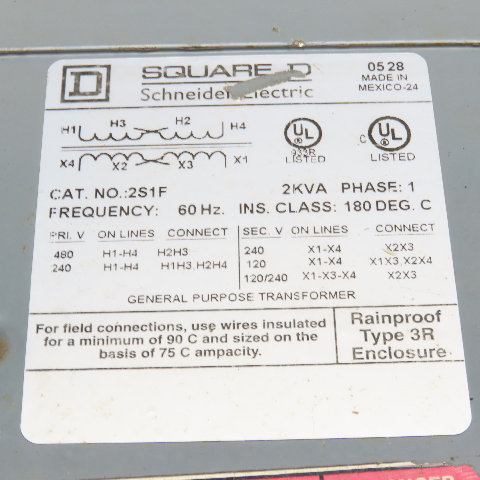 D SQUARE D 0528
Schneider Electric MADE IN
MEXICO-24
H1 H3 H2 H4
X4 X2 X3 X1
UL 933R LISTED
C UL LISTED
CAT. NO.:2S1F 2KVA PHASE: 1
FREQUENCY: 60 Hz. INS. CLASS: 180 DEG. C
PRI. V ON LINES CONNECT
480 H1-H4 H2H3
240 H1-H4 H1H3,H2H4
SEC. V ON LINES CONNECT
240 X1-X4 X2X3
120 X1-X4 X1X3 X2X4
120/240 X1-X3-X4 X2X3
GENERAL PURPOSE TRANSFORMER
For field connections, use wires insulated
for a minimum of 90 C and sized on the
basis of 75 C ampacity.
Rainproof
Type 3R
Enclosure